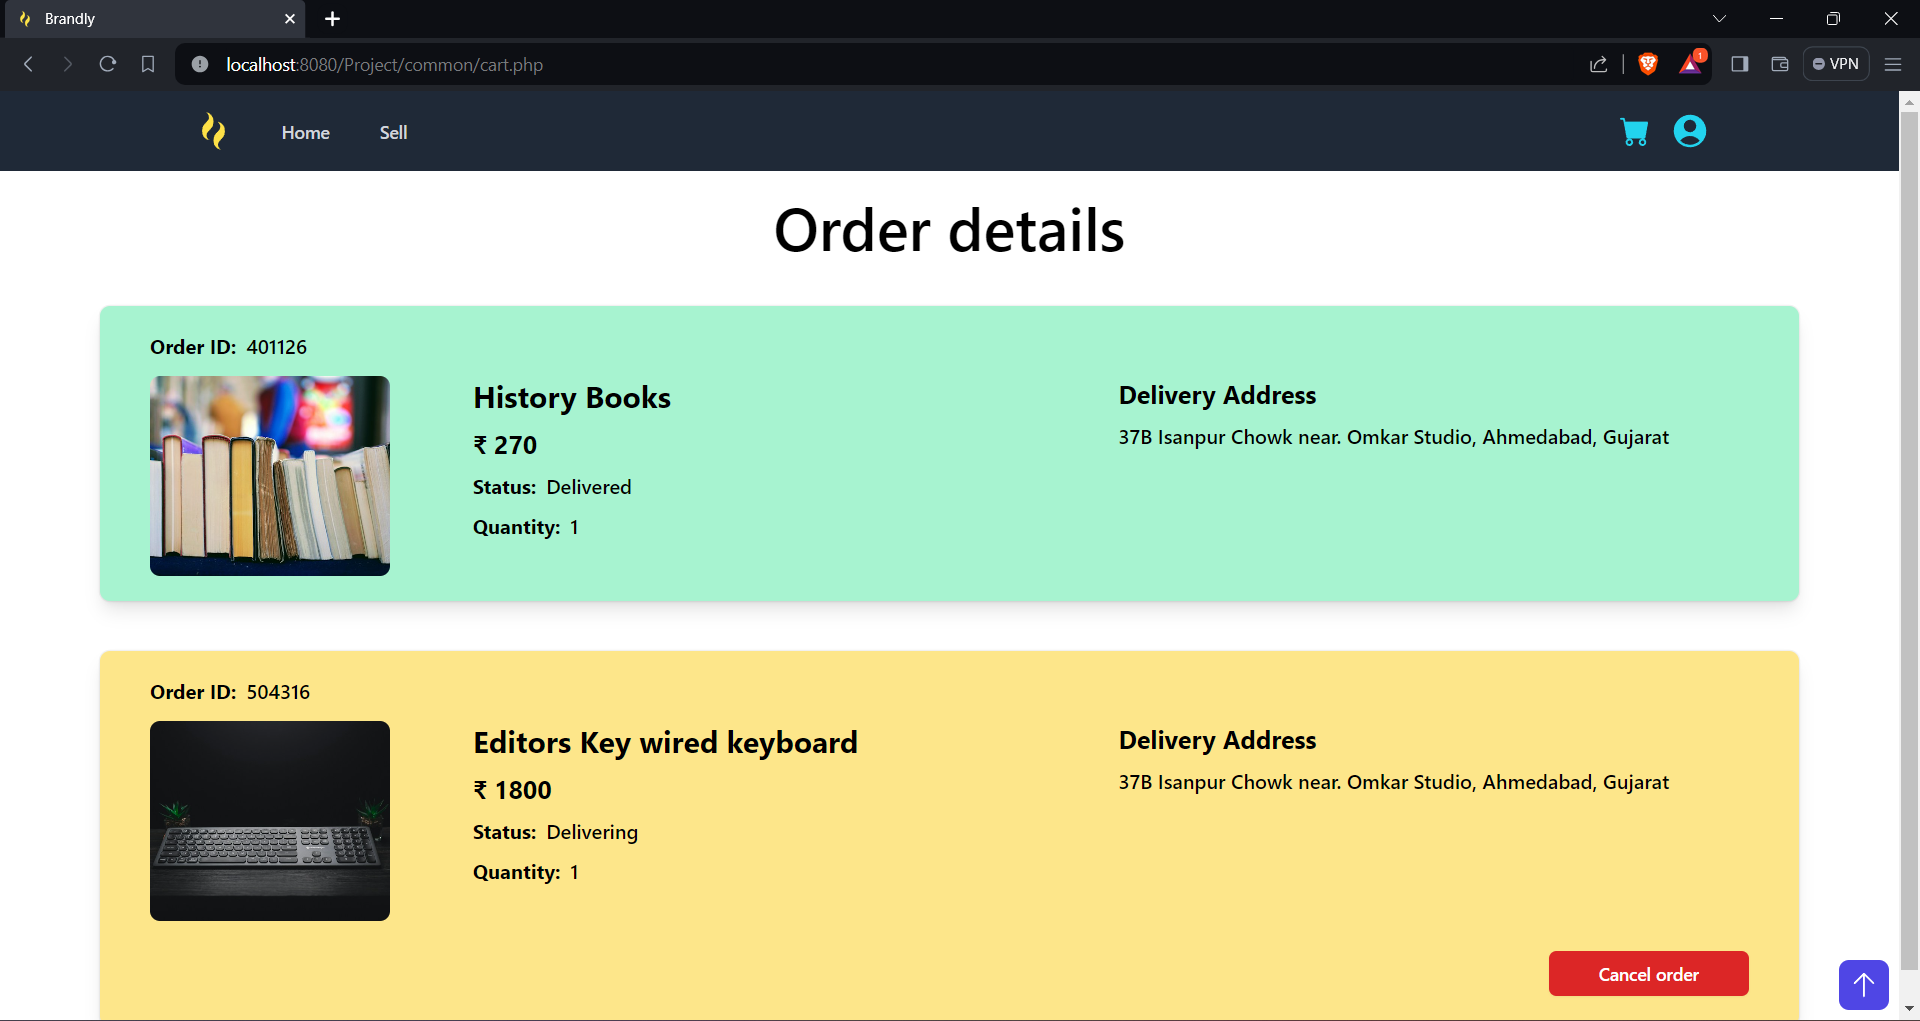 Brandly
localhost:8080/Project/common/cart.php
1
VPN
Home
Sell
Order details
Order ID: 401126
History Books
₹ 270
Status: Delivered
Quantity: 1
Delivery Address
37B Isanpur Chowk near. Omkar Studio, Ahmedabad, Gujarat
Order ID: 504316
Editors Key wired keyboard
₹ 1800
Status: Delivering
Quantity: 1
Delivery Address
37B Isanpur Chowk near. Omkar Studio, Ahmedabad, Gujarat
Cancel order